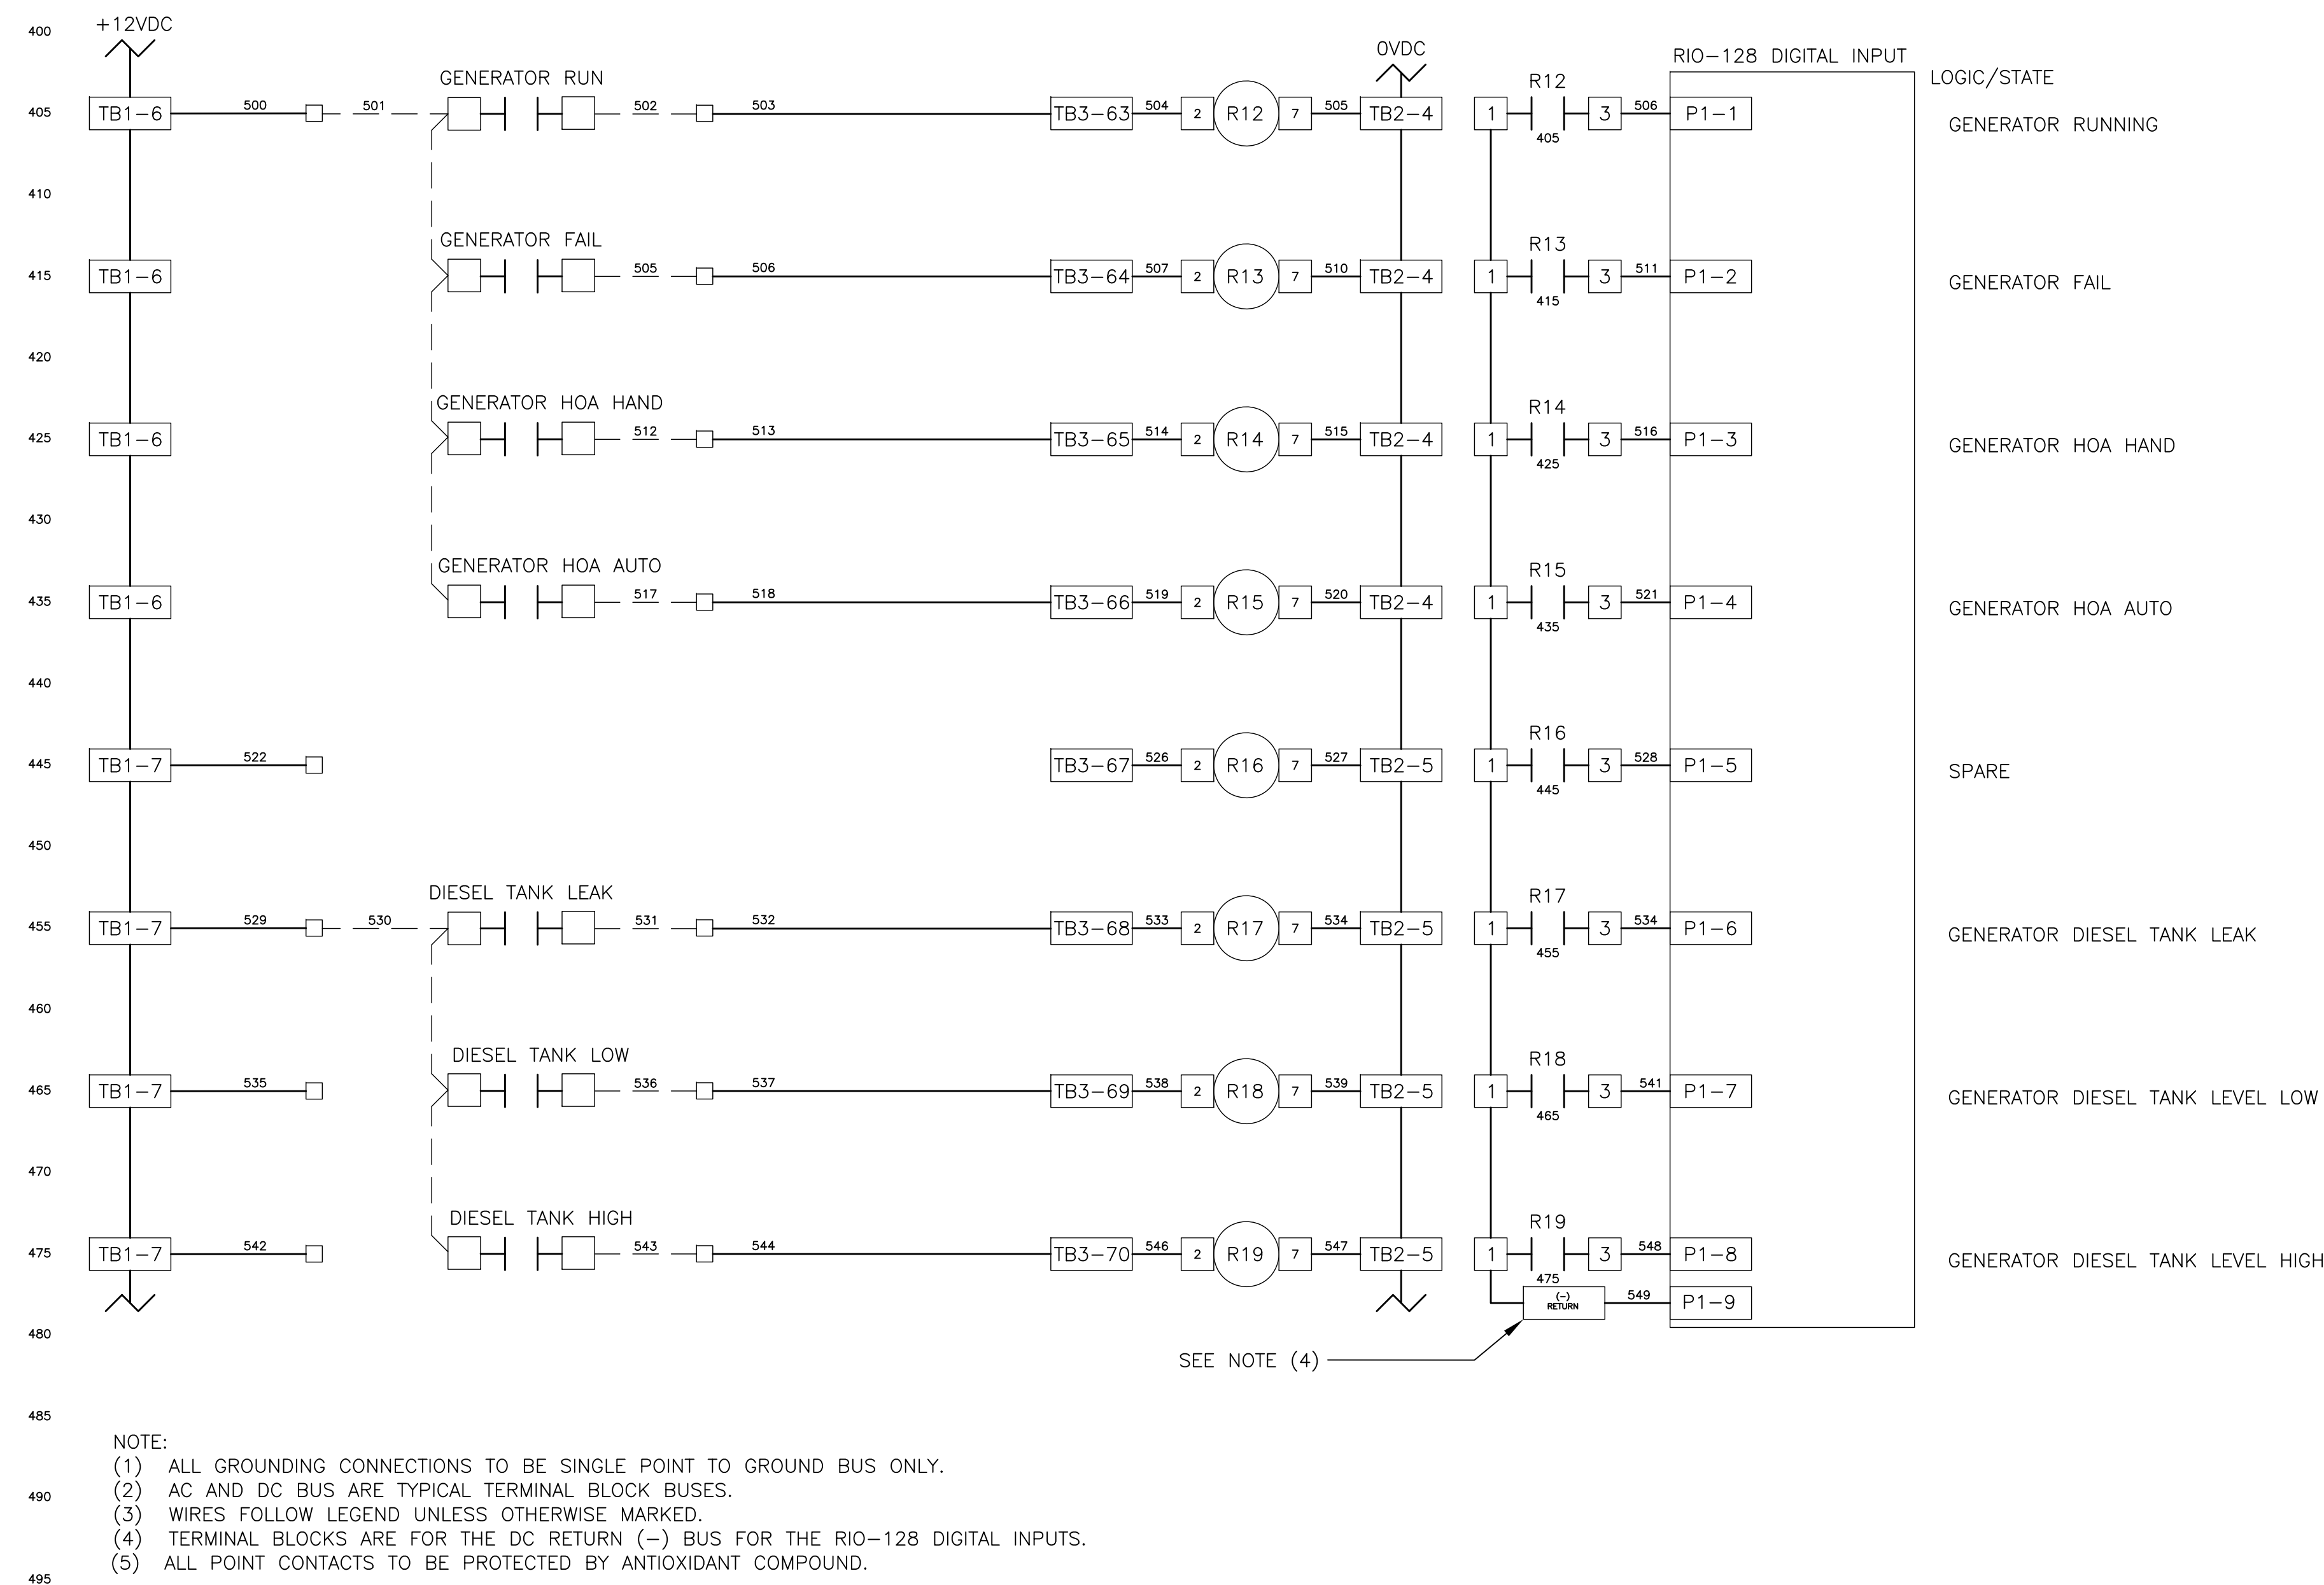 400 +12VDC
0VDC
RIO-128 DIGITAL INPUT
LOGIC/STATE
GENERATOR RUN R12
405 TB1-6 500 501 502 503 TB3-63 504 2 R12 7 505 TB2-4 1 405 3 506 P1-1 GENERATOR RUNNING
410
GENERATOR FAIL R13
415 TB1-6 505 506 TB3-64 507 2 R13 7 510 TB2-4 1 415 3 511 P1-2 GENERATOR FAIL
420
GENERATOR HOA HAND R14
425 TB1-6 512 513 TB3-65 514 2 R14 7 515 TB2-4 1 425 3 516 P1-3 GENERATOR HOA HAND
430
GENERATOR HOA AUTO R15
435 TB1-6 517 518 TB3-66 519 2 R15 7 520 TB2-4 1 435 3 521 P1-4 GENERATOR HOA AUTO
440
R16
445 TB1-7 522 TB3-67 526 2 R16 7 527 TB2-5 1 445 3 528 P1-5 SPARE
450
DIESEL TANK LEAK R17
455 TB1-7 529 530 531 532 TB3-68 533 2 R17 7 534 TB2-5 1 455 3 534 P1-6 GENERATOR DIESEL TANK LEAK
460
DIESEL TANK LOW R18
465 TB1-7 535 536 537 TB3-69 538 2 R18 7 539 TB2-5 1 465 3 541 P1-7 GENERATOR DIESEL TANK LEVEL LOW
470
DIESEL TANK HIGH R19
475 TB1-7 542 543 544 TB3-70 546 2 R19 7 547 TB2-5 1 475 3 548 P1-8 GENERATOR DIESEL TANK LEVEL HIGH
(-) RETURN 549 P1-9
480
SEE NOTE (4)
485
NOTE:
(1) ALL GROUNDING CONNECTIONS TO BE SINGLE POINT TO GROUND BUS ONLY.
490 (2) AC AND DC BUS ARE TYPICAL TERMINAL BLOCK BUSES.
(3) WIRES FOLLOW LEGEND UNLESS OTHERWISE MARKED.
(4) TERMINAL BLOCKS ARE FOR THE DC RETURN (-) BUS FOR THE RIO-128 DIGITAL INPUTS.
(5) ALL POINT CONTACTS TO BE PROTECTED BY ANTIOXIDANT COMPOUND.
495